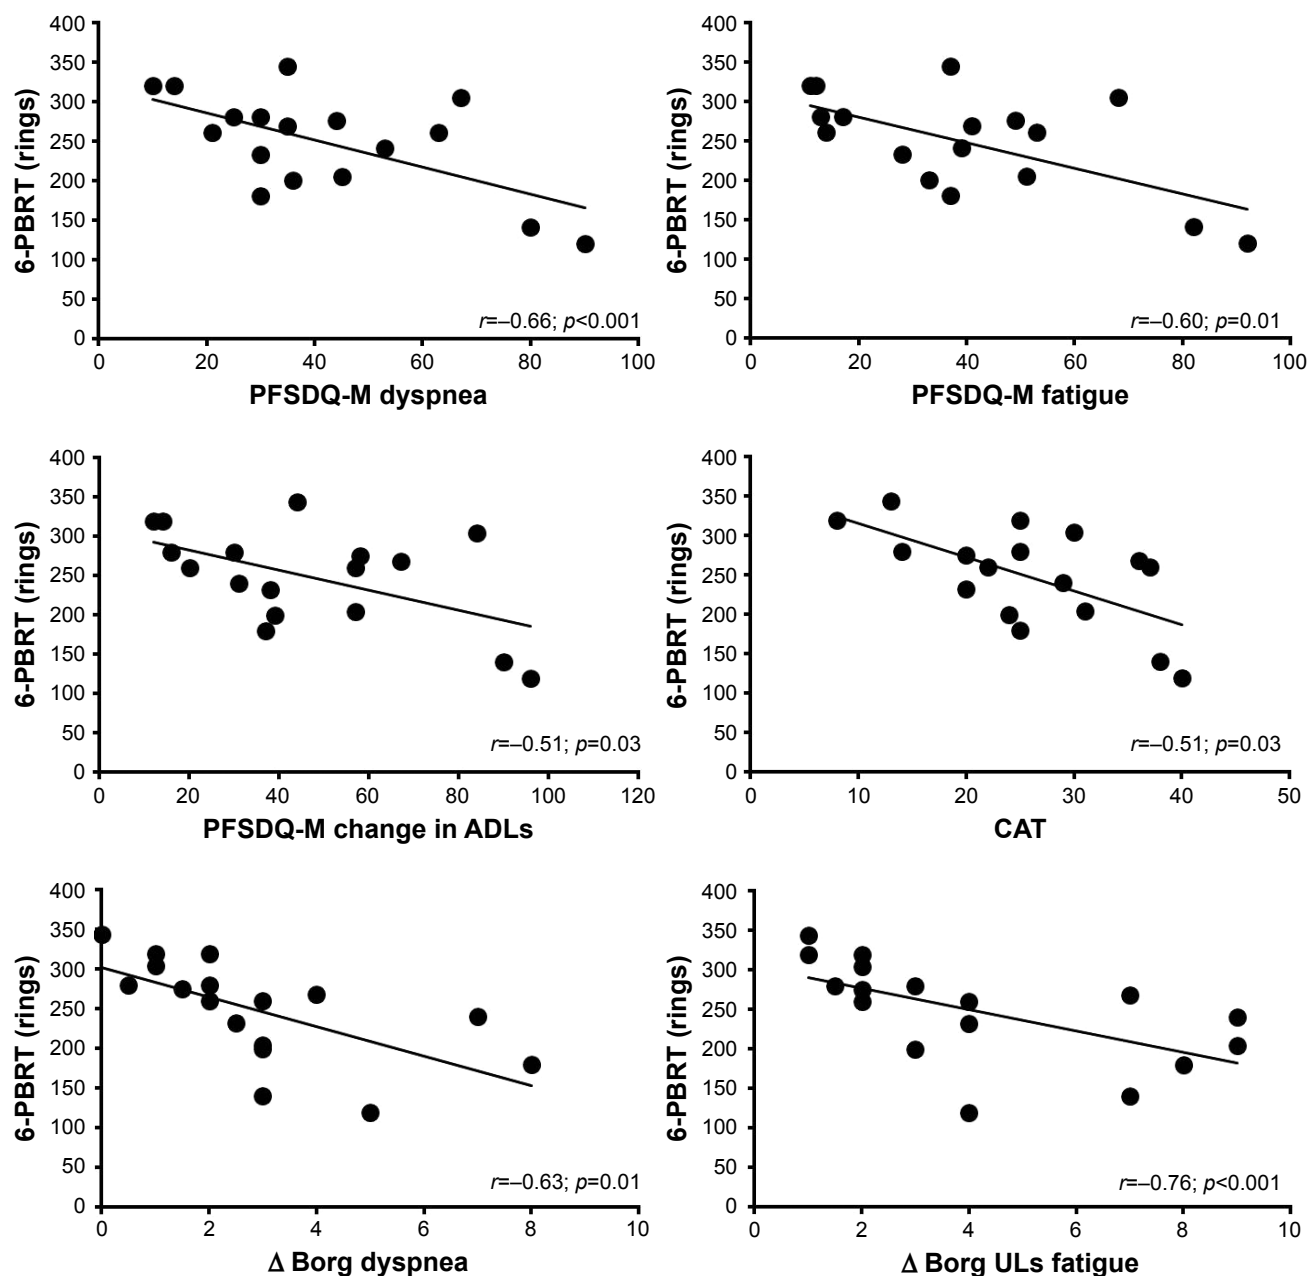 400
350
300
250
200
150
100
50
0
6-PBRT (rings)
r=–0.66; p<0.001
0 20 40 60 80 100
PFSDQ-M dyspnea
400
350
300
250
200
150
100
50
0
6-PBRT (rings)
r=–0.60; p=0.01
0 20 40 60 80 100
PFSDQ-M fatigue
400
350
300
250
200
150
100
50
0
6-PBRT (rings)
r=–0.51; p=0.03
0 20 40 60 80 100 120
PFSDQ-M change in ADLs
400
350
300
250
200
150
100
50
0
6-PBRT (rings)
r=–0.51; p=0.03
0 10 20 30 40 50
CAT
400
350
300
250
200
150
100
50
0
6-PBRT (rings)
r=–0.63; p=0.01
0 2 4 6 8 10
Δ Borg dyspnea
400
350
300
250
200
150
100
50
0
6-PBRT (rings)
r=–0.76; p<0.001
0 2 4 6 8 10
Δ Borg ULs fatigue